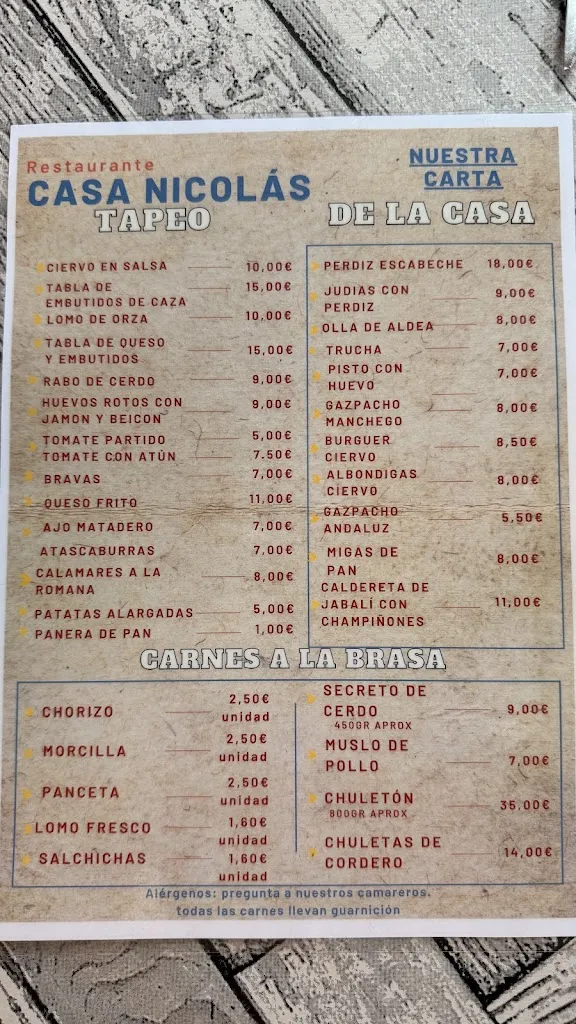 Restaurante
CASA NICOLÁS
NUESTRA
CARTA
TAPEO
CIERVO EN SALSA 10,00€
TABLA DE
EMBUTIDOS DE CAZA 15,00€
LOMO DE ORZA 10,00€
TABLA DE QUESO
Y EMBUTIDOS 15,00€
RABO DE CERDO 9,00€
HUEVOS ROTOS CON
JAMON Y BEICON 9,00€
TOMATE PARTIDO 5,00€
TOMATE CON ATÚN 7.50€
BRAVAS 7,00€
QUESO FRITO 11,00€
AJO MATADERO 7,00€
ATASCABURRAS 7,00€
CALAMARES A LA
ROMANA 8,00€
PATATAS ALARGADAS 5,00€
PANERA DE PAN 1,00€
DE LA CASA
PERDIZ ESCABECHE 18,00€
JUDIAS CON
PERDIZ 9,00€
OLLA DE ALDEA 8,00€
TRUCHA 7,00€
PISTO CON
HUEVO 7,00€
GAZPACHO
MANCHEGO 8,00€
BURGUER
CIERVO 8,50€
ALBONDIGAS
CIERVO 8,00€
GAZPACHO
ANDALUZ 5,50€
MIGAS DE
PAN 8,00€
CALDERETA DE
JABALÍ CON
CHAMPIÑONES 11,00€
CARNES A LA BRASA
CHORIZO 2,50€
unidad
MORCILLA 2,50€
unidad
PANCETA 2,50€
unidad
LOMO FRESCO 1,60€
unidad
SALCHICHAS 1,60€
unidad
SECRETO DE
CERDO 9,00€
450GR APROX
MUSLO DE
POLLO 7,00€
CHULETÓN 35.00€
800GR APROX
CHULETAS DE
CORDERO 14,00€
Alérgenos: pregunta a nuestros camareros.
todas las carnes llevan guarnición